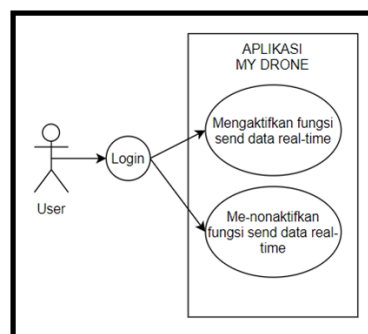 APLIKASI
MY DRONE
Mengaktifkan fungsi
send data real-time
Login
User
Me-nonaktifkan
fungsi send data real-
time